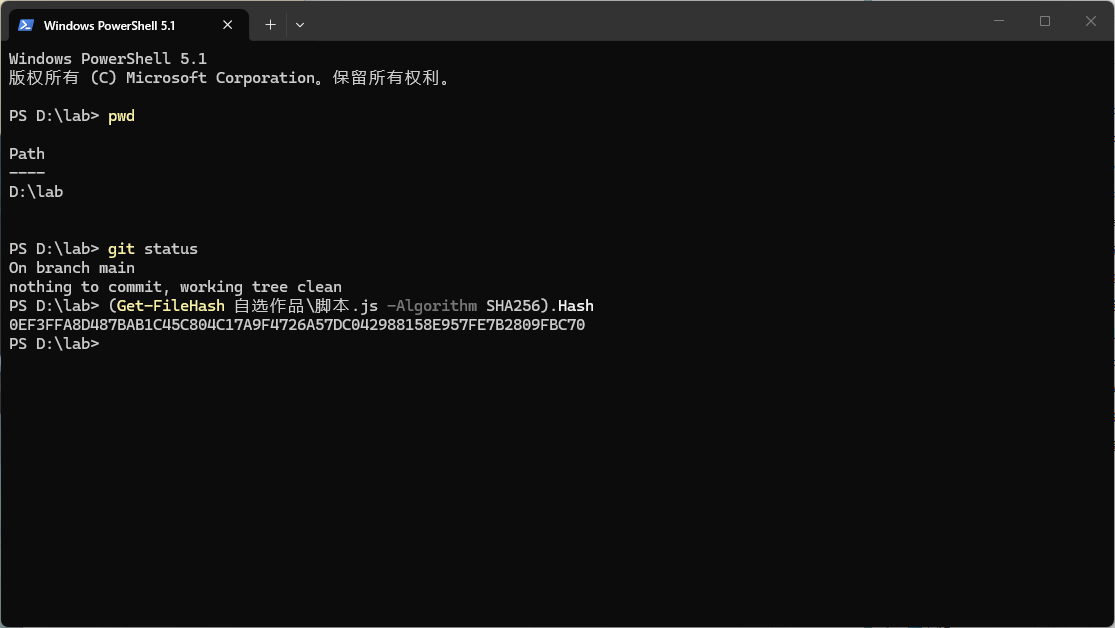 Windows PowerShell 5.1
Windows PowerShell 5.1
版权所有 (C) Microsoft Corporation。保留所有权利。
PS D:\lab> pwd
Path
----
D:\lab
PS D:\lab> git status
On branch main
nothing to commit, working tree clean
PS D:\lab> (Get-FileHash 自选作品\脚本.js -Algorithm SHA256).Hash
0EF3FFA8D487BAB1C45C804C17A9F4726A57DC042988158E957FE7B2809FBC70
PS D:\lab>